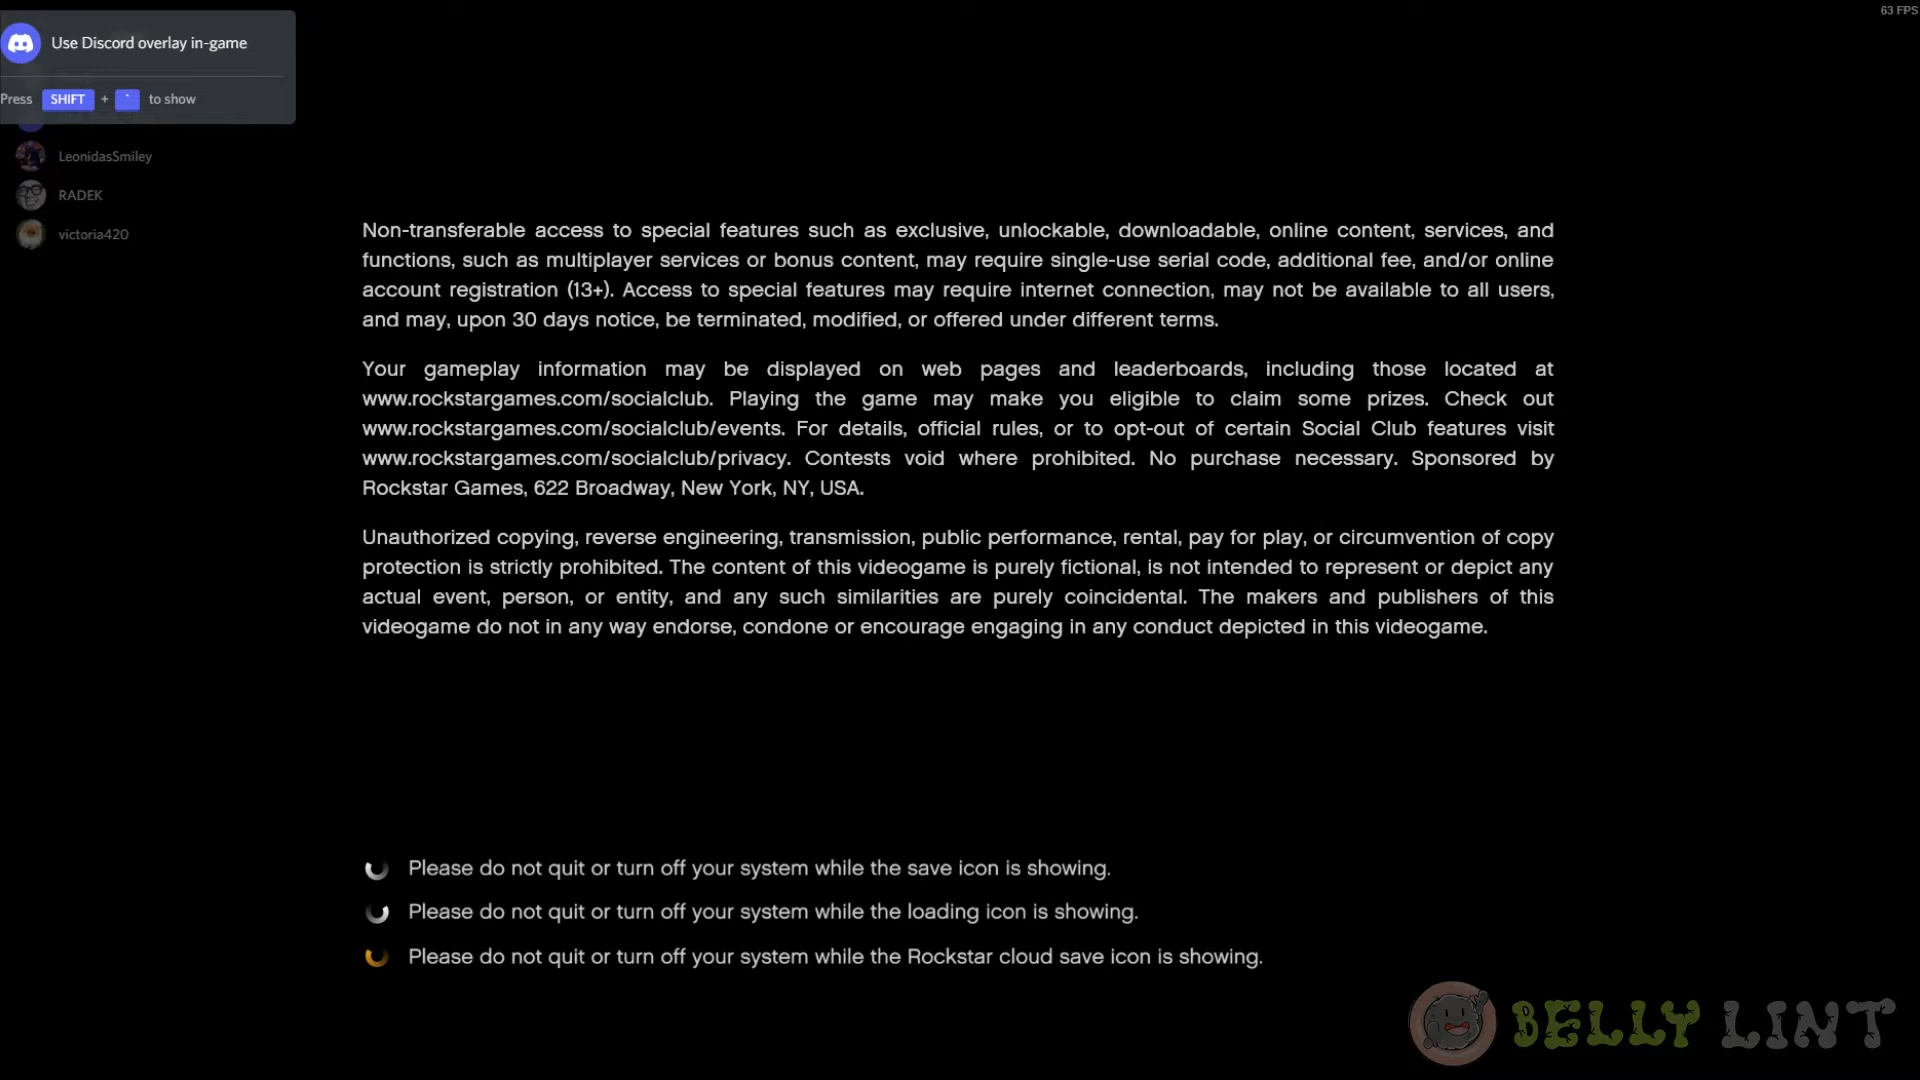 63 FPS
Use Discord overlay in-game
Press SHIFT + ` to show
LeonidasSmiley
RADEK
victoria420
Non-transferable access to special features such as exclusive, unlockable, downloadable, online content, services, and
functions, such as multiplayer services or bonus content, may require single-use serial code, additional fee, and/or online
account registration (13+). Access to special features may require internet connection, may not be available to all users,
and may, upon 30 days notice, be terminated, modified, or offered under different terms.
Your gameplay information may be displayed on web pages and leaderboards, including those located at
www.rockstargames.com/socialclub. Playing the game may make you eligible to claim some prizes. Check out
www.rockstargames.com/socialclub/events. For details, official rules, or to opt-out of certain Social Club features visit
www.rockstargames.com/socialclub/privacy. Contests void where prohibited. No purchase necessary. Sponsored by
Rockstar Games, 622 Broadway, New York, NY, USA.
Unauthorized copying, reverse engineering, transmission, public performance, rental, pay for play, or circumvention of copy
protection is strictly prohibited. The content of this videogame is purely fictional, is not intended to represent or depict any
actual event, person, or entity, and any such similarities are purely coincidental. The makers and publishers of this
videogame do not in any way endorse, condone or encourage engaging in any conduct depicted in this videogame.
Please do not quit or turn off your system while the save icon is showing.
Please do not quit or turn off your system while the loading icon is showing.
Please do not quit or turn off your system while the Rockstar cloud save icon is showing.
BELLY LINT